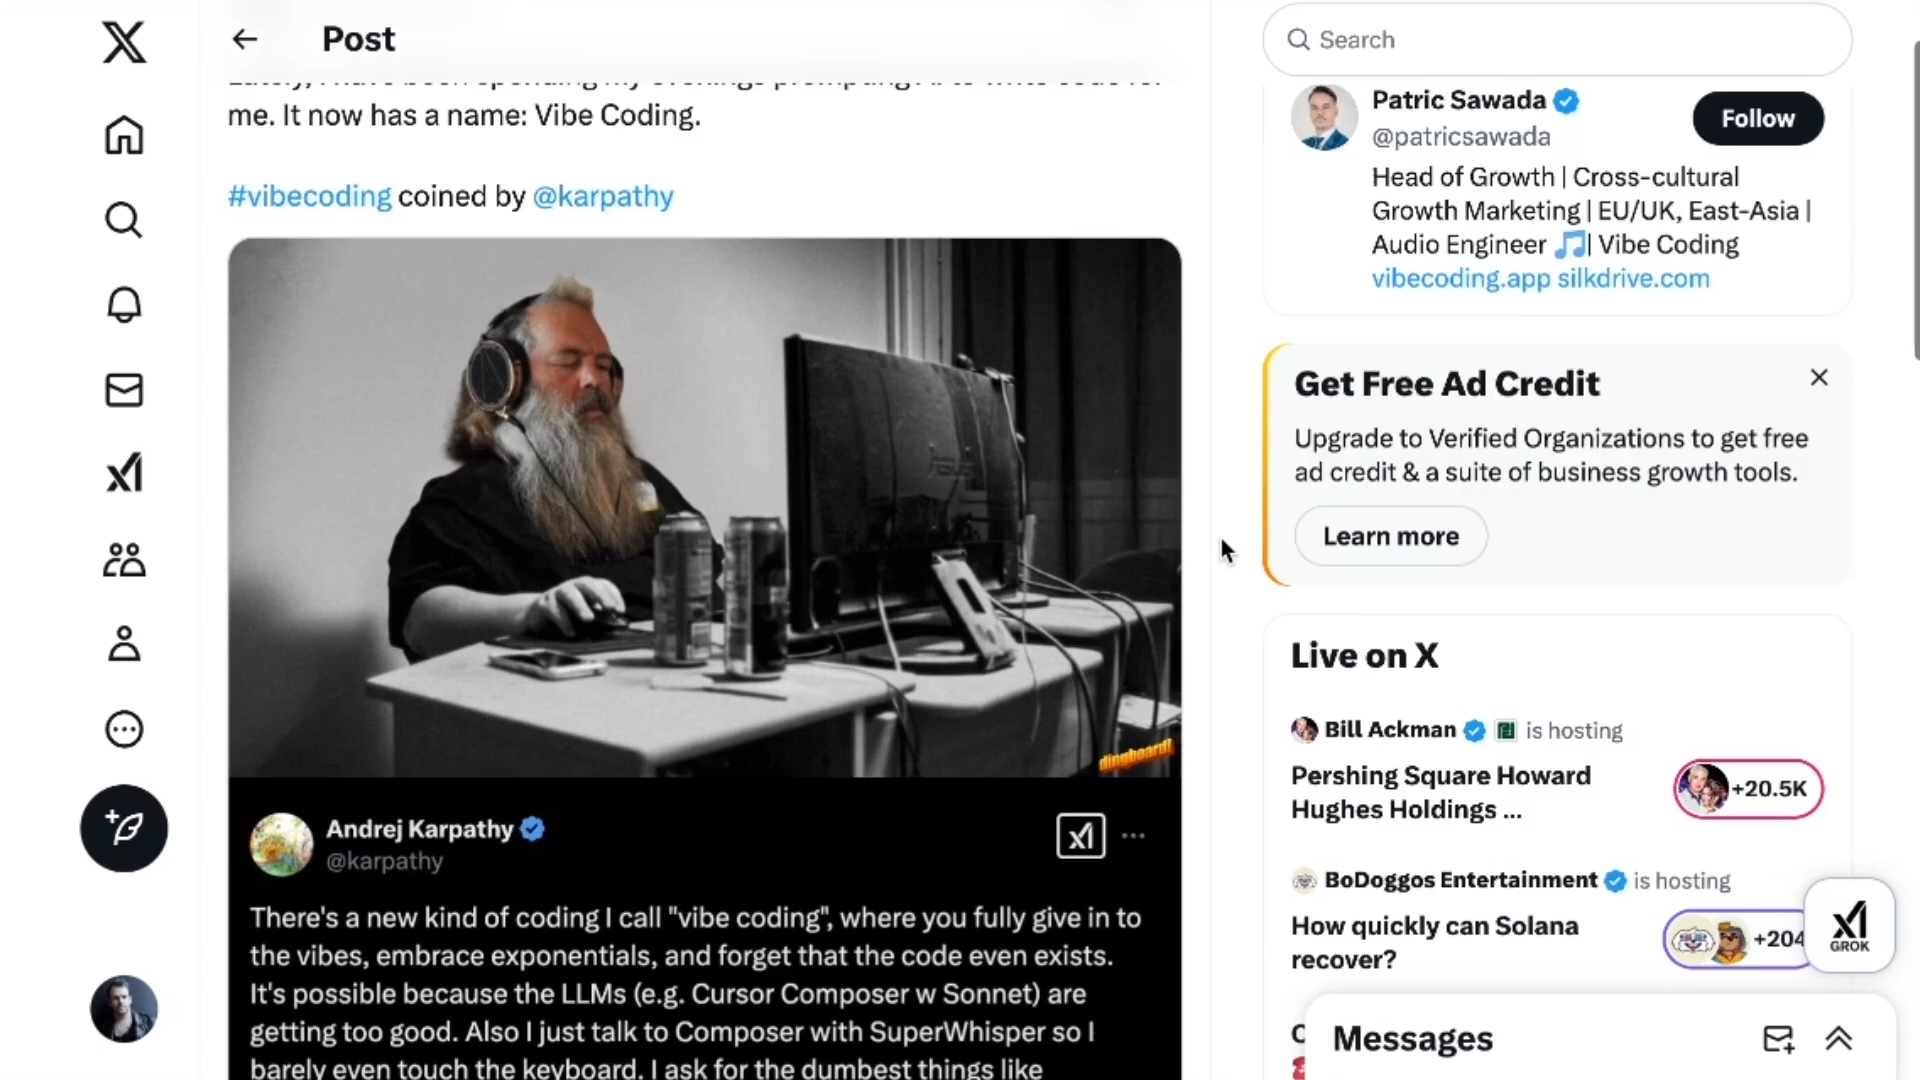 Post
Lately, I have been spending my evenings prompting AI to write code for
me. It now has a name: Vibe Coding.
#vibecoding coined by @karpathy
dingboard!
Andrej Karpathy
@karpathy
There's a new kind of coding I call "vibe coding", where you fully give in to
the vibes, embrace exponentials, and forget that the code even exists.
It's possible because the LLMs (e.g. Cursor Composer w Sonnet) are
getting too good. Also I just talk to Composer with SuperWhisper so I
barely even touch the keyboard. I ask for the dumbest things like
Search
Patric Sawada
@patricsawada
Follow
Head of Growth | Cross-cultural
Growth Marketing | EU/UK, East-Asia |
Audio Engineer 🎵| Vibe Coding
vibecoding.app silkdrive.com
Get Free Ad Credit
Upgrade to Verified Organizations to get free
ad credit & a suite of business growth tools.
Learn more
Live on X
Bill Ackman is hosting
Pershing Square Howard
Hughes Holdings ...
+20.5K
BoDoggos Entertainment is hosting
How quickly can Solana
recover?
+204
GROK
Messages